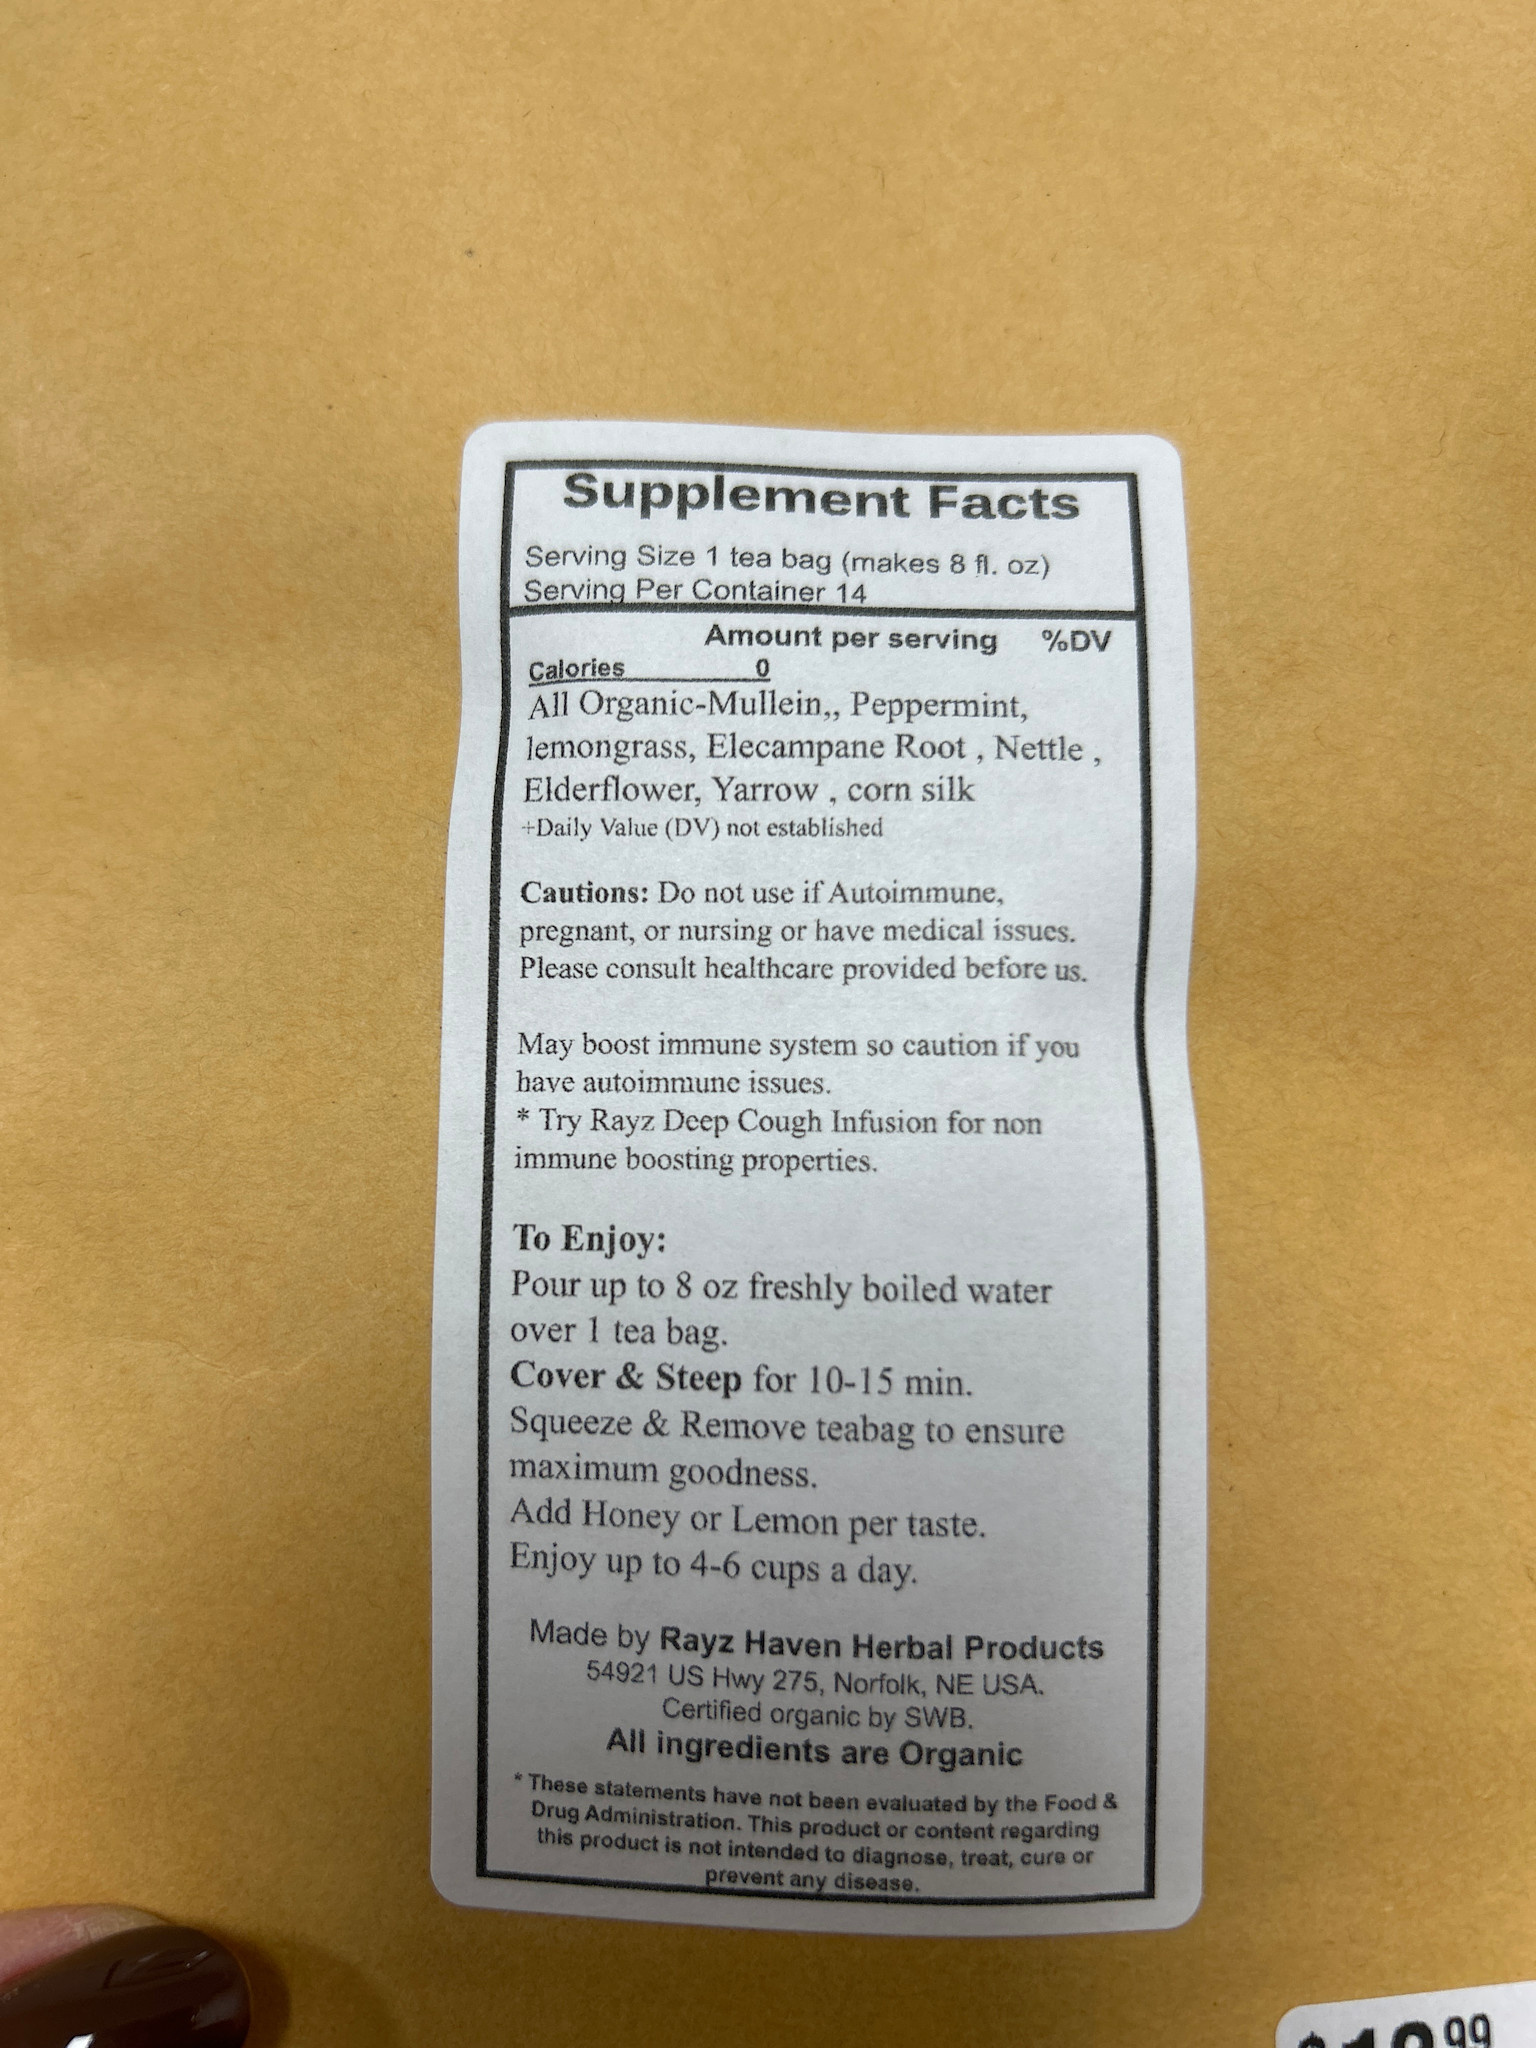 Supplement Facts
Serving Size 1 tea bag (makes 8 fl. oz)
Serving Per Container 14
Amount per serving %DV
Calories 0
All Organic-Mullein,, Peppermint,
lemongrass, Elecampane Root , Nettle ,
Elderflower, Yarrow , corn silk
+Daily Value (DV) not established
Cautions: Do not use if Autoimmune,
pregnant, or nursing or have medical issues.
Please consult healthcare provided before us.
May boost immune system so caution if you
have autoimmune issues.
* Try Rayz Deep Cough Infusion for non
immune boosting properties.
To Enjoy:
Pour up to 8 oz freshly boiled water
over 1 tea bag.
Cover & Steep for 10-15 min.
Squeeze & Remove teabag to ensure
maximum goodness.
Add Honey or Lemon per taste.
Enjoy up to 4-6 cups a day.
Made by Rayz Haven Herbal Products
54921 US Hwy 275, Norfolk, NE USA.
Certified organic by SWB.
All ingredients are Organic
* These statements have not been evaluated by the Food &
Drug Administration. This product or content regarding
this product is not intended to diagnose, treat, cure or
prevent any disease.